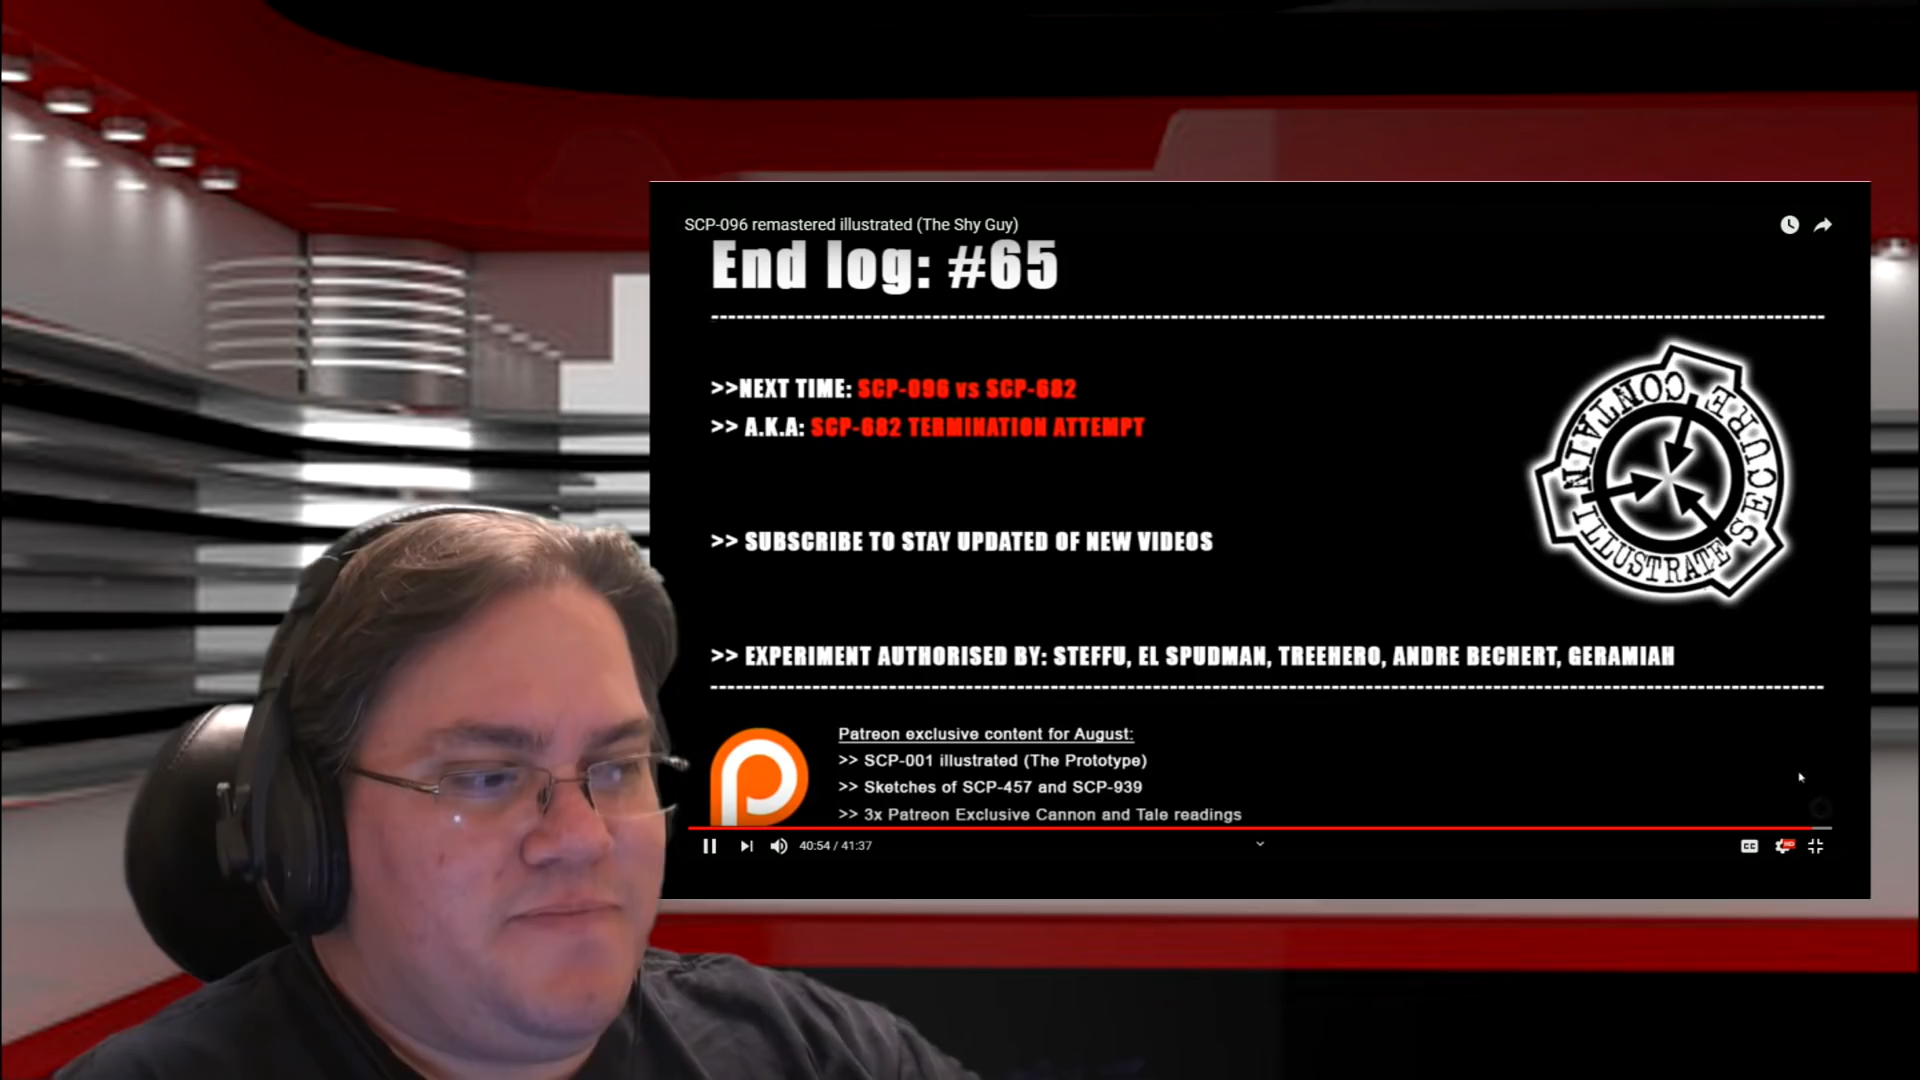 SCP-096 remastered illustrated (The Shy Guy)
End log: #65
>>NEXT TIME: SCP-096 vs SCP-682
>> A.K.A: SCP-682 TERMINATION ATTEMPT
SECURE CONTAIN ILLUSTRATE
>> SUBSCRIBE TO STAY UPDATED OF NEW VIDEOS
>> EXPERIMENT AUTHORISED BY: STEFFU, EL SPUDMAN, TREEHERO, ANDRE BECHERT, GERAMIAH
Patreon exclusive content for August:
>> SCP-001 illustrated (The Prototype)
>> Sketches of SCP-457 and SCP-939
>> 3x Patreon Exclusive Cannon and Tale readings
40:54 / 41:37
CC
HD